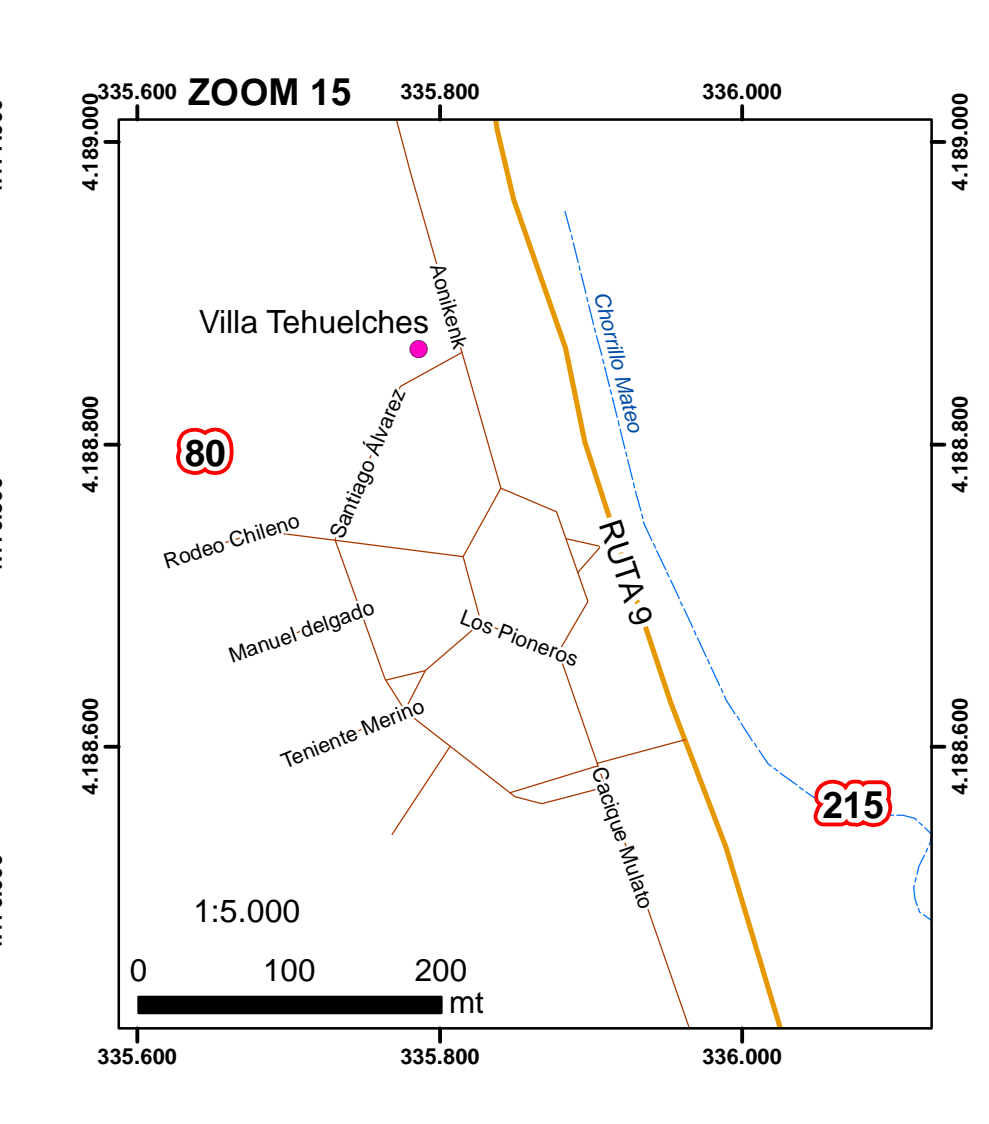 335.600 ZOOM 15 335.800 336.000
4.189.000
4.189.000
Aonikenk
Villa Tehuelches
Chorrillo Mateo
4.188.800
4.188.800
80
Santiago Álvarez
Rodeo Chileno
RUTA 9
Manuel delgado
Los Pioneros
Teniente Merino
4.188.600
4.188.600
Cacique Mulato
215
1:5.000
0 100 200
mt
335.600 335.800 336.000